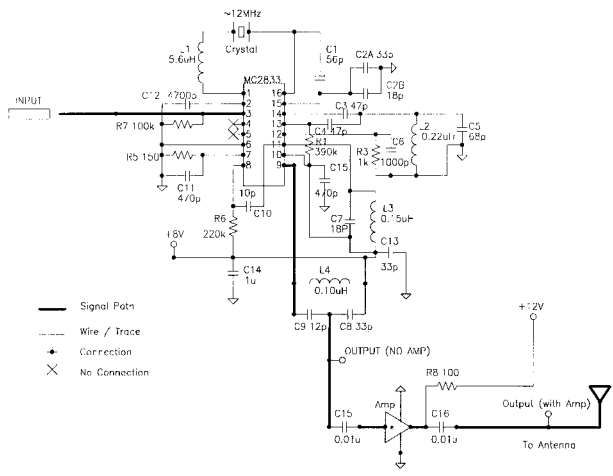 ~12MHz
Crystal
L1
5.6uH
C1
56p
C2A 33p
C2B
18p
INPUT
MC2833
C12 4700p
R7 100k
R5 150
C11
470p
1
2
3
4
5
6
7
8
16
15
14
13
12
11
10
9
C3 47p
C4 47p
R1
390k
C15
470p
R3
1k
C6
1000p
L2
0.22uH
C5
68p
10p
C10
R6
220k
+8V
C14
1u
C7
18P
L3
0.15uH
C13
33p
L4
0.10uH
C9 12p
C8 33p
Signal Path
Wire / Trace
Connection
No Connection
OUTPUT (NO AMP)
+12V
R8 100
C15
0.01u
Amp
C16
0.01u
Output (with Amp)
To Antenna